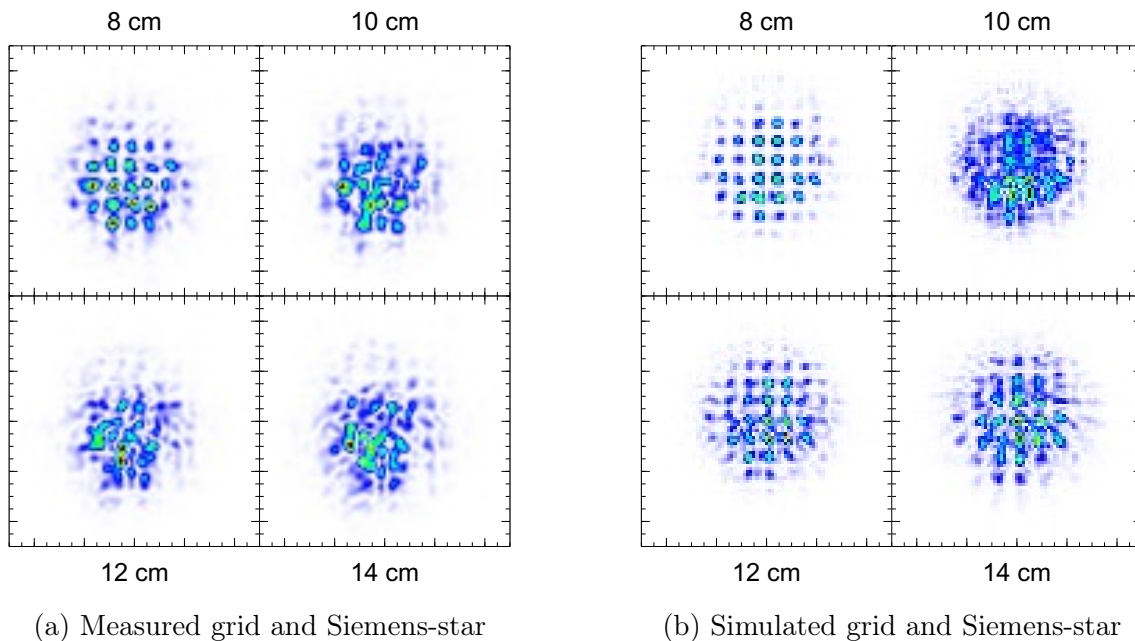 8 cm 10 cm 8 cm 10 cm
12 cm 14 cm 12 cm 14 cm
(a) Measured grid and Siemens-star (b) Simulated grid and Siemens-star